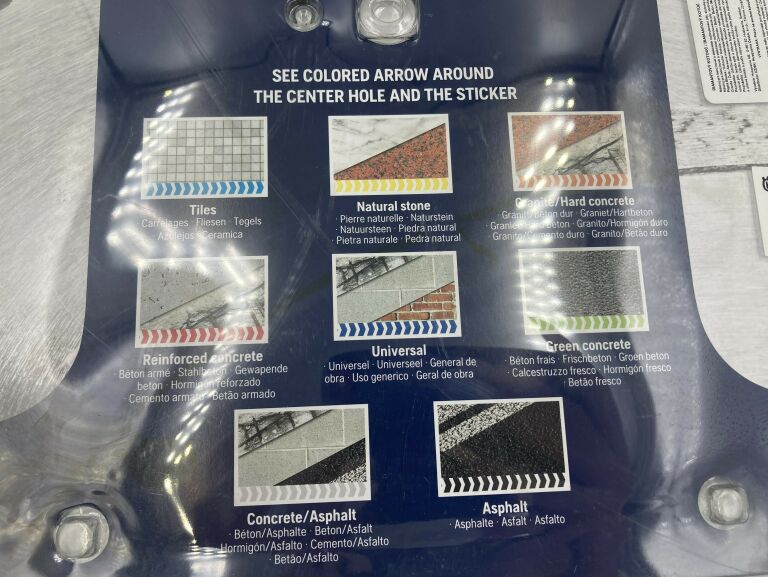 SEE COLORED ARROW AROUND
THE CENTER HOLE AND THE STICKER
Tiles
· Carrelages · Fliesen · Tegels
Azulejos · Ceramica
Natural stone
· Pierre naturelle · Naturstein
· Natuursteen · Piedra natural
· Pietra naturale · Pedra natural
Granite/Hard concrete
· Granit/Béton dur · Graniet/Hartbeton
· Granito/Hormigón duro
· Granito/Cemento duro · Granito/Betão duro
Reinforced concrete
Béton armé · Stahlbeton · Gewapende
beton · Hormigón reforzado
· Cemento armato · Betão armado
Universal
· Universel · Universeel · General de
obra · Uso generico · Geral de obra
Green concrete
· Béton frais · Frischbeton · Groen beton
· Calcestruzzo fresco · Hormigón fresco
· Betão fresco
Concrete/Asphalt
· Béton/Asphalte · Beton/Asfalt
Hormigón/Asfalto · Cemento/Asfalto
· Betão/Asfalto
Asphalt
· Asphalte · Asfalt · Asfalto